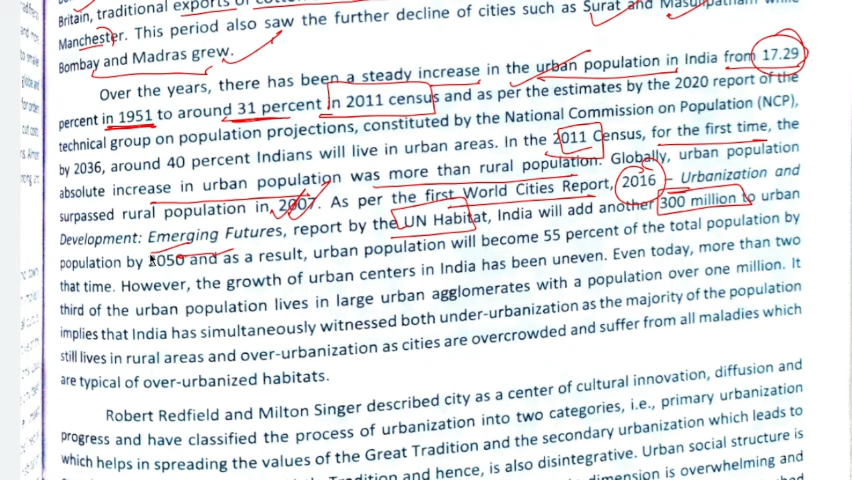 Britain, traditional exports of
Manchester. This period also saw the further decline of cities such as Surat and
Bombay and Madras grew.
Over the years, there has been a steady increase in the urban population in India from 17.29
percent in 1951 to around 31 percent in 2011 census and as per the estimates by the 2020 report of the
technical group on population projections, constituted by the National Commission on Population (NCP),
by 2036, around 40 percent Indians will live in urban areas. In the 2011 Census, for the first time, the
absolute increase in urban population was more than rural population. Globally, urban population
surpassed rural population in 2007. As per the first World Cities Report, 2016 – Urbanization and
Development: Emerging Futures, report by the UN Habitat, India will add another 300 million to urban
population by 2050 and as a result, urban population will become 55 percent of the total population by
that time. However, the growth of urban centers in India has been uneven. Even today, more than two
third of the urban population lives in large urban agglomerates with a population over one million. It
implies that India has simultaneously witnessed both under-urbanization as the majority of the population
still lives in rural areas and over-urbanization as cities are overcrowded and suffer from all maladies which
are typical of over-urbanized habitats.
Robert Redfield and Milton Singer described city as a center of cultural innovation, diffusion and
progress and have classified the process of urbanization into two categories, i.e., primary urbanization
which helps in spreading the values of the Great Tradition and the secondary urbanization which leads to
Tradition and hence, is also disintegrative. Urban social structure is
dimension is overwhelming and